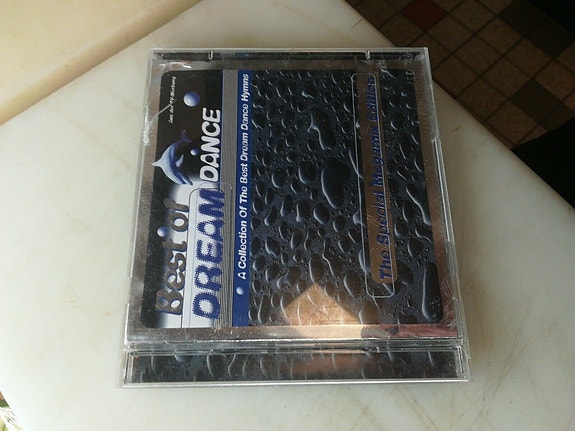 Best of
DREAM
DANCE
A Collection Of The Best Dream Dance Hymns
The Special Megamix Edition